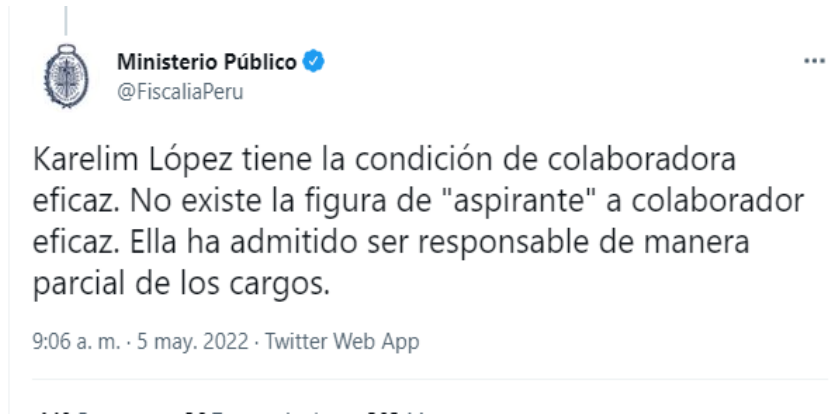 Ministerio Público
@FiscaliaPeru
Karelim López tiene la condición de colaboradora
eficaz. No existe la figura de "aspirante" a colaborador
eficaz. Ella ha admitido ser responsable de manera
parcial de los cargos.
9:06 a. m. · 5 may. 2022 · Twitter Web App